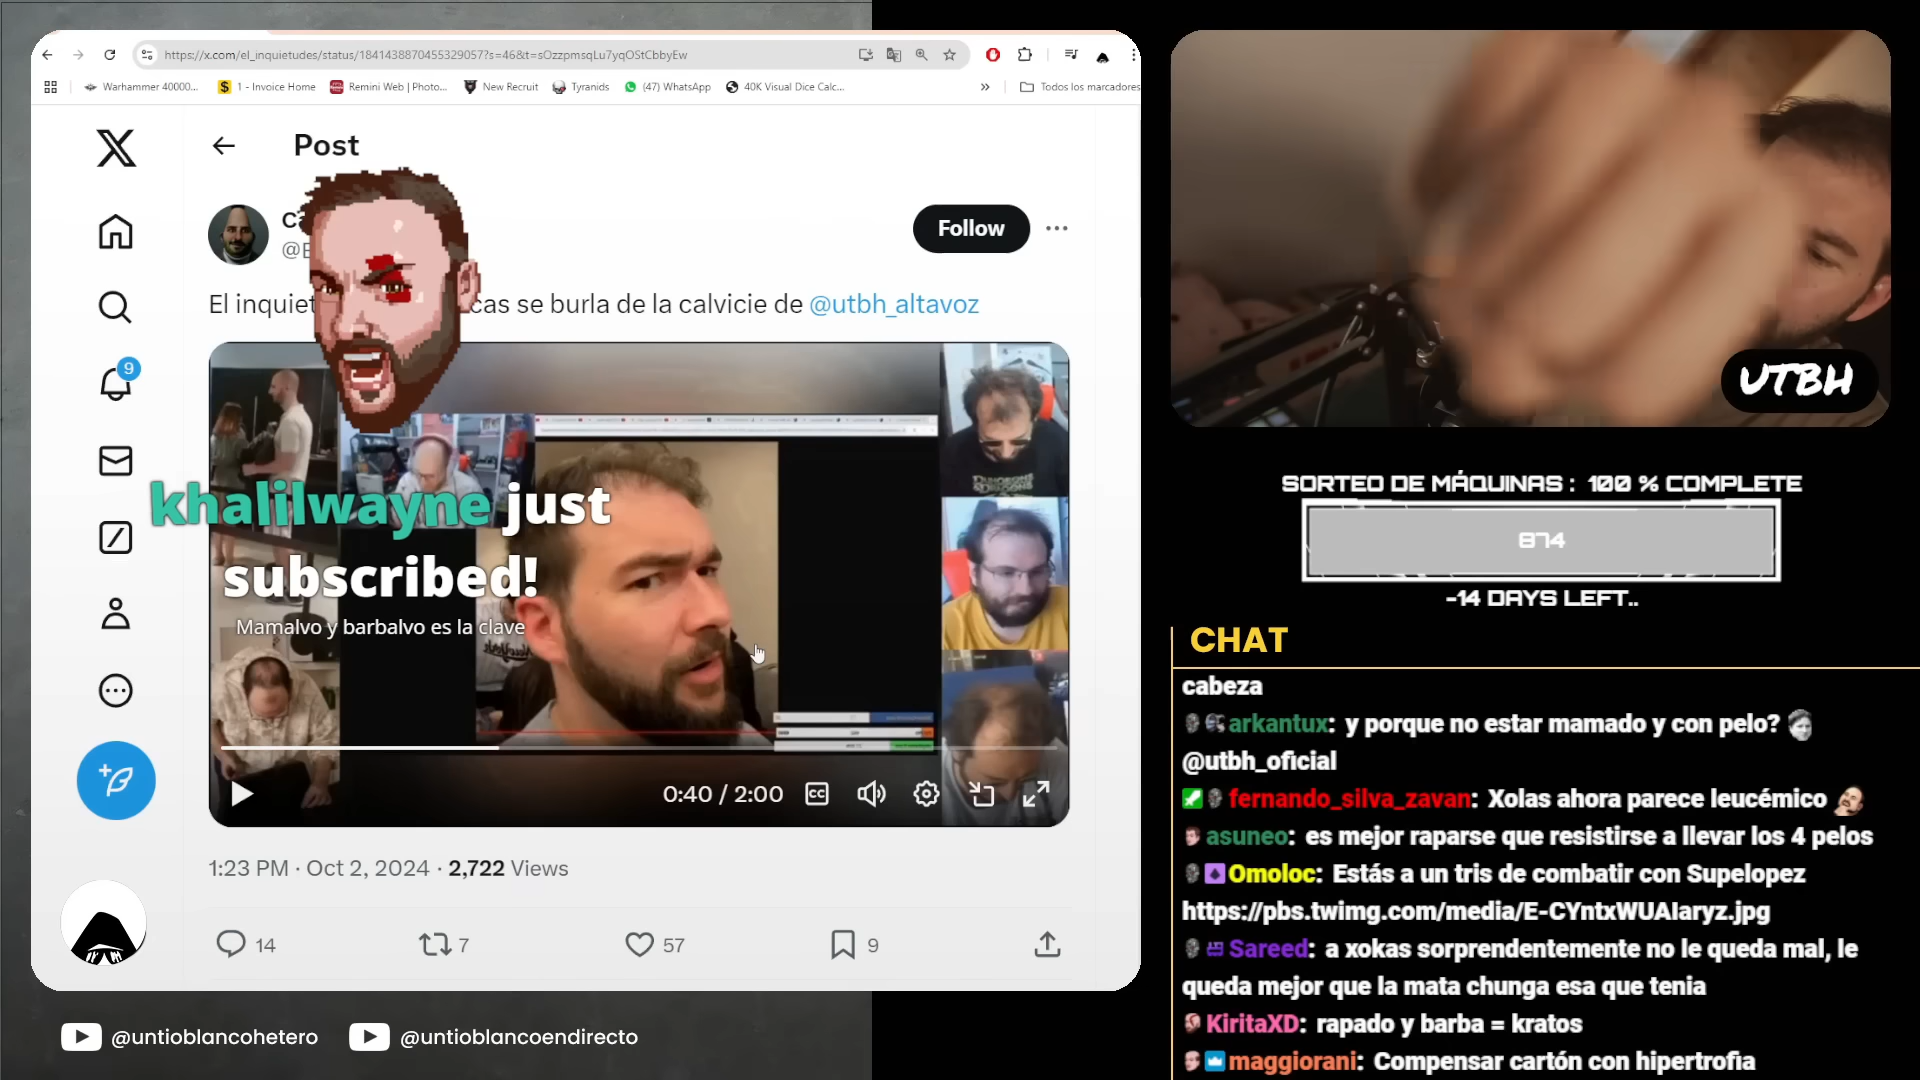 https://x.com/el_inquietudes/status/1841438870455329057?s=46&t=sOzzpmsqLu7yqOStCbbyEw
Warhammer 40000...
1 - Invoice Home
Remini Web | Photo...
New Recruit
Tyranids
(47) WhatsApp
40K Visual Dice Calc...
»
Todos los marcadores
Post
Follow
El inquiet cas se burla de la calvicie de @utbh_altavoz
9
khalilwayne just
subscribed!
Mamalvo y barbalvo es la clave
0:40 / 2:00
CC
1:23 PM · Oct 2, 2024 · 2,722 Views
14
7
57
9
@untioblancohetero
@untioblancoendirecto
UTBH
SORTEO DE MÁQUINAS : 100 % COMPLETE
874
-14 DAYS LEFT..
CHAT
cabeza
arkantux: y porque no estar mamado y con pelo?
@utbh_oficial
fernando_silva_zavan: Xolas ahora parece leucémico
asuneo: es mejor raparse que resistirse a llevar los 4 pelos
Omoloc: Estás a un tris de combatir con Supelopez
https://pbs.twimg.com/media/E-CYntxWUAIaryz.jpg
Sareed: a xokas sorprendentemente no le queda mal, le
queda mejor que la mata chunga esa que tenia
KiritaXD: rapado y barba = kratos
maggiorani: Compensar cartón con hipertrofia